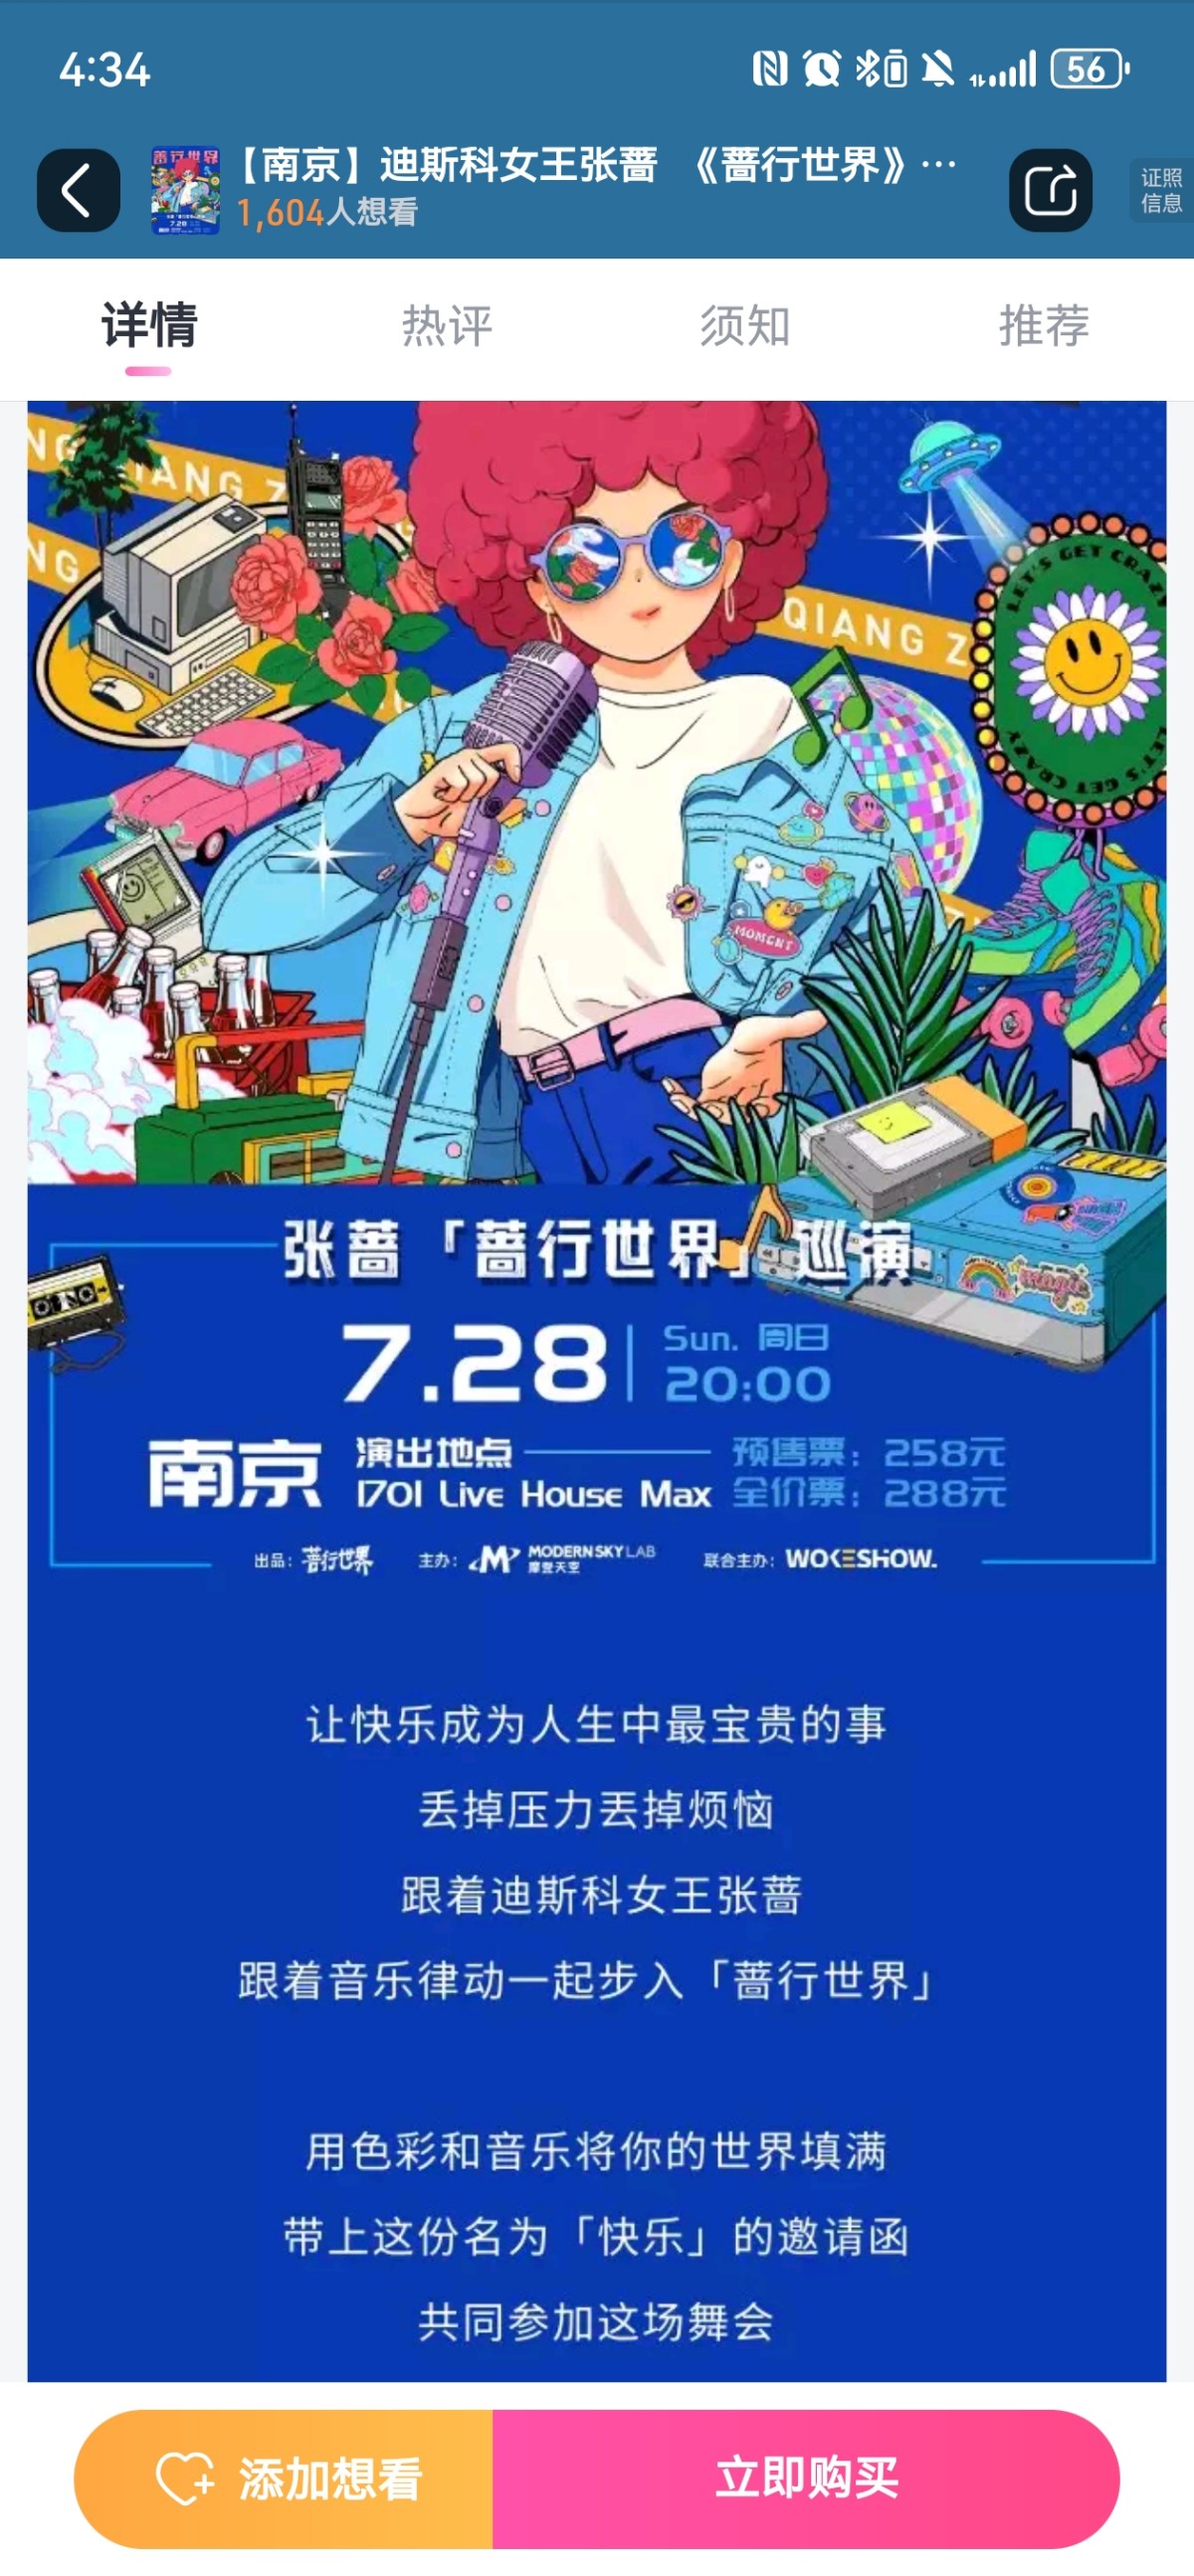 4:34
56
【南京】迪斯科女王张蔷 《蔷行世界》…
1,604人想看
证照
信息
详情
热评
须知
推荐
NG QIANG Z
NG
QIANG Z
LET'S GET CRAZY
LET'S GET CRAZY
MOMENT
magic
张蔷「蔷行世界」巡演
7.28
Sun. 周日
20:00
南京
演出地点
1701 Live House Max
预售票：258元
全价票：288元
出品：蔷行世界
主办：MODERNSKY LAB
摩登天空
联合主办：WOKESHOW.
让快乐成为人生中最宝贵的事
丢掉压力丢掉烦恼
跟着迪斯科女王张蔷
跟着音乐律动一起步入「蔷行世界」
用色彩和音乐将你的世界填满
带上这份名为「快乐」的邀请函
共同参加这场舞会
添加想看
立即购买